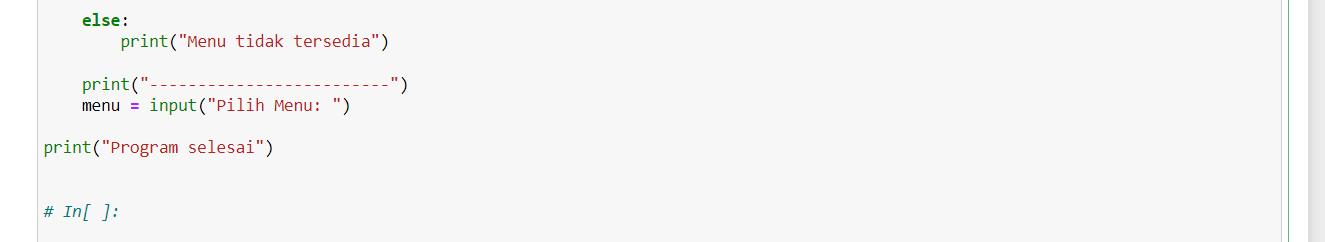 else:
print("Menu tidak tersedia")
print("-------------------------")
menu = input("Pilih Menu: ")
print("Program selesai")
# In[ ]: